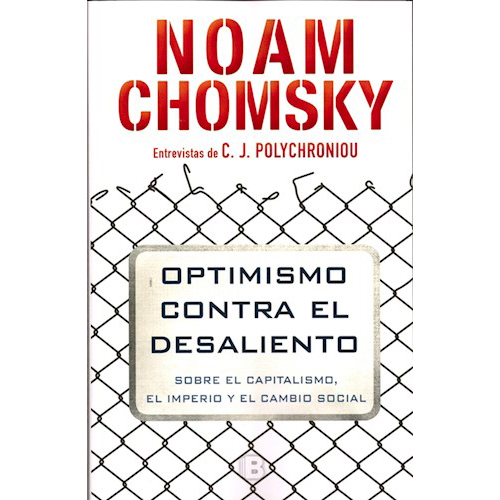 NOAM
CHOMSKY
Entrevistas de C. J. POLYCHRONIOU
OPTIMISMO
CONTRA EL
DESALIENTO
SOBRE EL CAPITALISMO,
EL IMPERIO Y EL CAMBIO SOCIAL
B